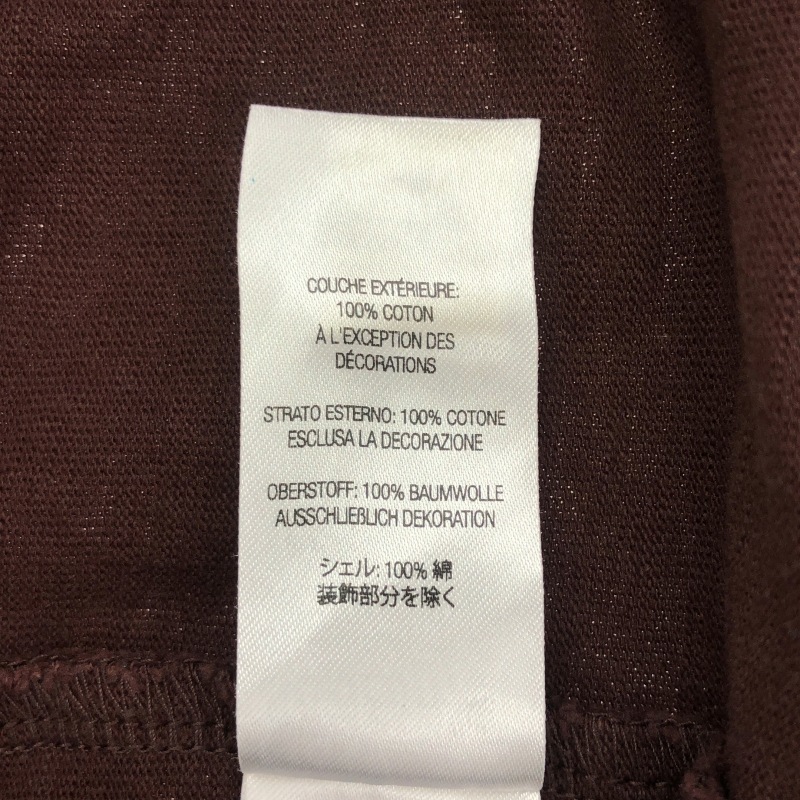 COUCHE EXTÉRIEURE:
100% COTON
À L'EXCEPTION DES
DÉCORATIONS
STRATO ESTERNO: 100% COTONE
ESCLUSA LA DECORAZIONE
OBERSTOFF: 100% BAUMWOLLE
AUSSCHLIEßLICH DEKORATION
シェル: 100% 綿
装飾部分を除く